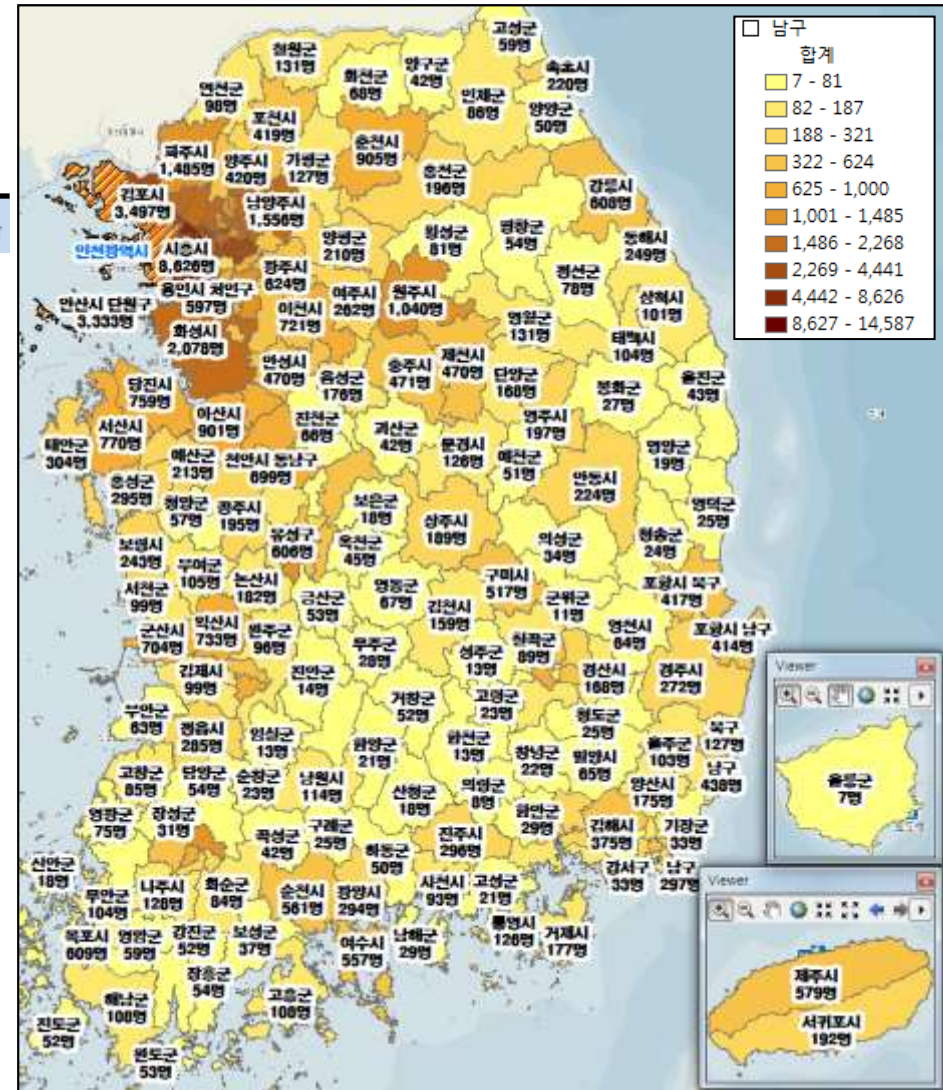 남구
합계
7 - 81
82 - 187
188 - 321
322 - 624
625 - 1,000
1,001 - 1,485
1,486 - 2,268
2,269 - 4,441
4,442 - 8,626
8,627 - 14,587
고성군
59명
철원군
131명
화천군
68명
양구군
42명
속초시
220명
연천군
98명
인제군
86명
양양군
50명
포천시
419명
춘천시
905명
파주시
1,485명
양주시
420명
가평군
127명
홍천군
196명
강릉시
608명
김포시
3,497명
남양주시
1,556명
양평군
210명
횡성군
81명
평창군
54명
동해시
249명
인천광역시
시흥시
8,626명
광주시
624명
정선군
78명
용인시 처인구
597명
여주시
262명
원주시
1,040명
삼척시
101명
안산시 단원구
3,333명
이천시
721명
영월군
131명
화성시
2,078명
태백시
104명
안성시
470명
음성군
176명
충주시
471명
제천시
470명
단양군
168명
봉화군
27명
울진군
43명
당진시
759명
아산시
901명
진천군
66명
괴산군
42명
문경시
126명
영주시
197명
서산시
770명
예천군
51명
영양군
19명
태안군
304명
예산군
213명
천안시 동남구
699명
안동시
224명
홍성군
295명
청양군
57명
공주시
195명
보은군
18명
상주시
189명
영덕군
25명
유성구
606명
옥천군
45명
의성군
34명
청송군
24명
보령시
243명
부여군
105명
논산시
182명
금산군
53명
영동군
67명
구미시
517명
포항시 북구
417명
서천군
99명
김천시
159명
군위군
11명
영천시
64명
군산시
704명
익산시
733명
완주군
96명
무주군
28명
성주군
13명
칠곡군
89명
포항시 남구
414명
김제시
99명
진안군
14명
경산시
168명
경주시
272명
거창군
52명
고령군
23명
부안군
63명
정읍시
285명
임실군
13명
함양군
21명
합천군
13명
청도군
25명
북구
127명
창녕군
22명
밀양시
65명
울주군
103명
고창군
85명
담양군
54명
순창군
23명
남원시
114명
산청군
18명
의령군
8명
양산시
175명
남구
438명
영광군
75명
장성군
31명
곡성군
42명
구례군
25명
진주시
296명
함안군
29명
김해시
375명
기장군
33명
신안군
18명
하동군
50명
강서구
33명
남구
297명
무안군
104명
나주시
128명
화순군
84명
순천시
561명
광양시
294명
사천시
93명
고성군
21명
목포시
609명
영암군
59명
강진군
52명
보성군
37명
여수시
557명
남해군
29명
통영시
126명
거제시
177명
장흥군
54명
해남군
108명
고흥군
108명
진도군
52명
완도군
53명
Viewer
울릉군
7명
Viewer
제주시
579명
서귀포시
192명